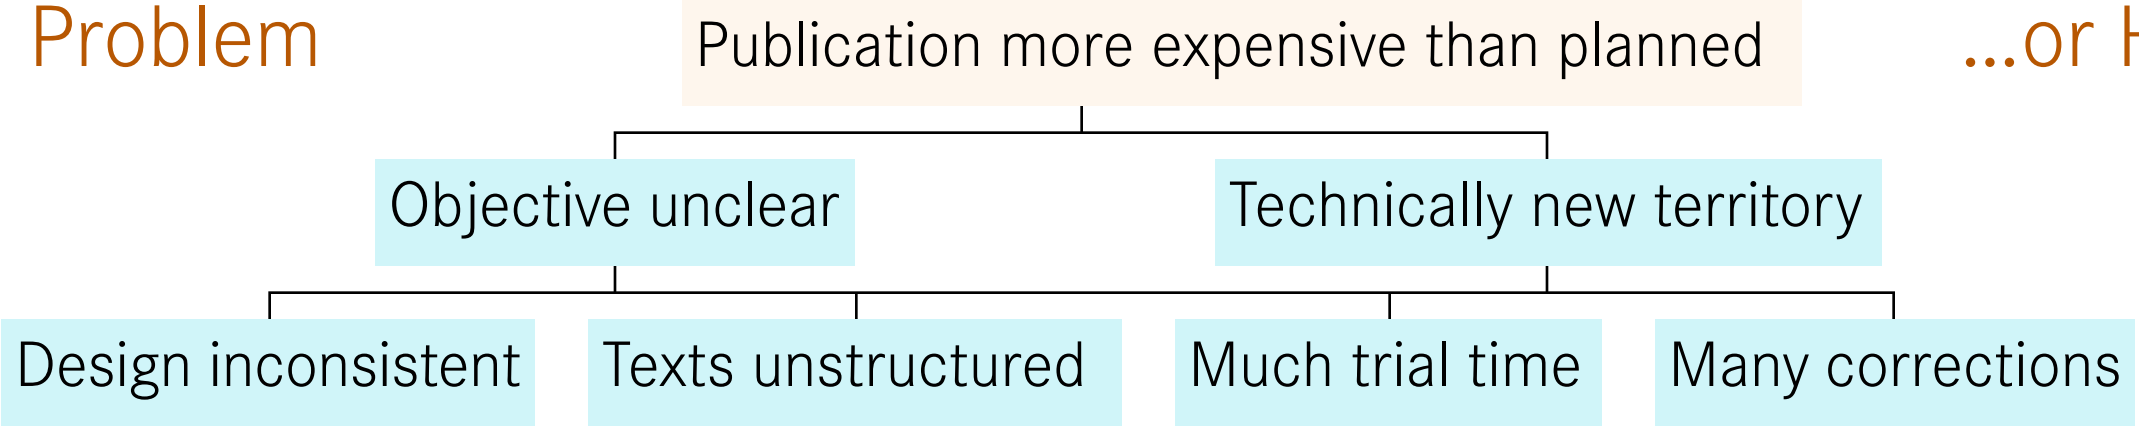 Problem
Publication more expensive than planned
...or
Objective unclear
Technically new territory
Design inconsistent
Texts unstructured
Much trial time
Many corrections